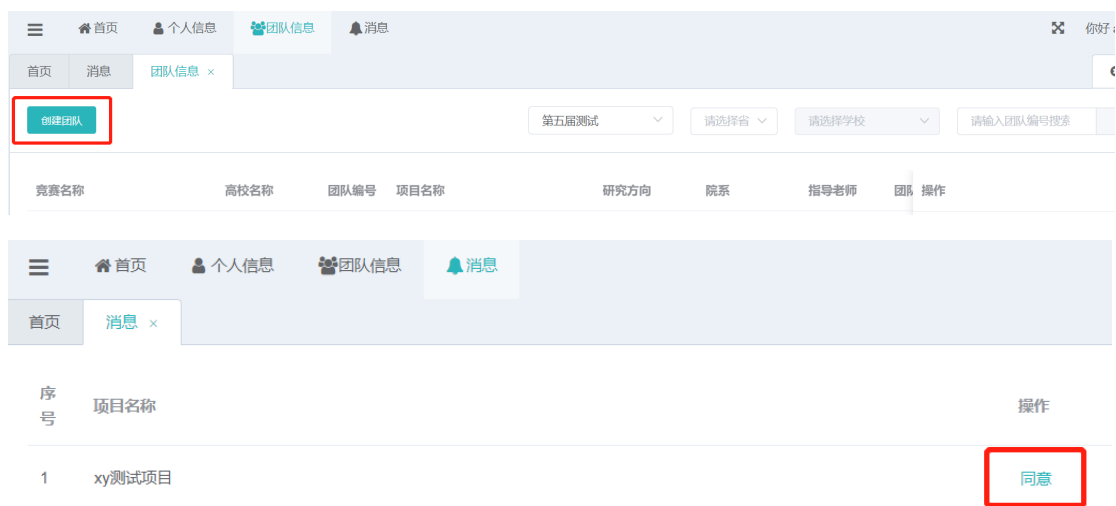 首页 个人信息 团队信息 消息 你好
首页 消息 团队信息 ×
创建团队 第五届测试 请选择省 请选择学校 请输入团队编号搜索
竞赛名称 高校名称 团队编号 项目名称 研究方向 院系 指导老师 团队 操作
首页 个人信息 团队信息 消息
首页 消息 ×
序号 项目名称 操作
1 xy测试项目 同意